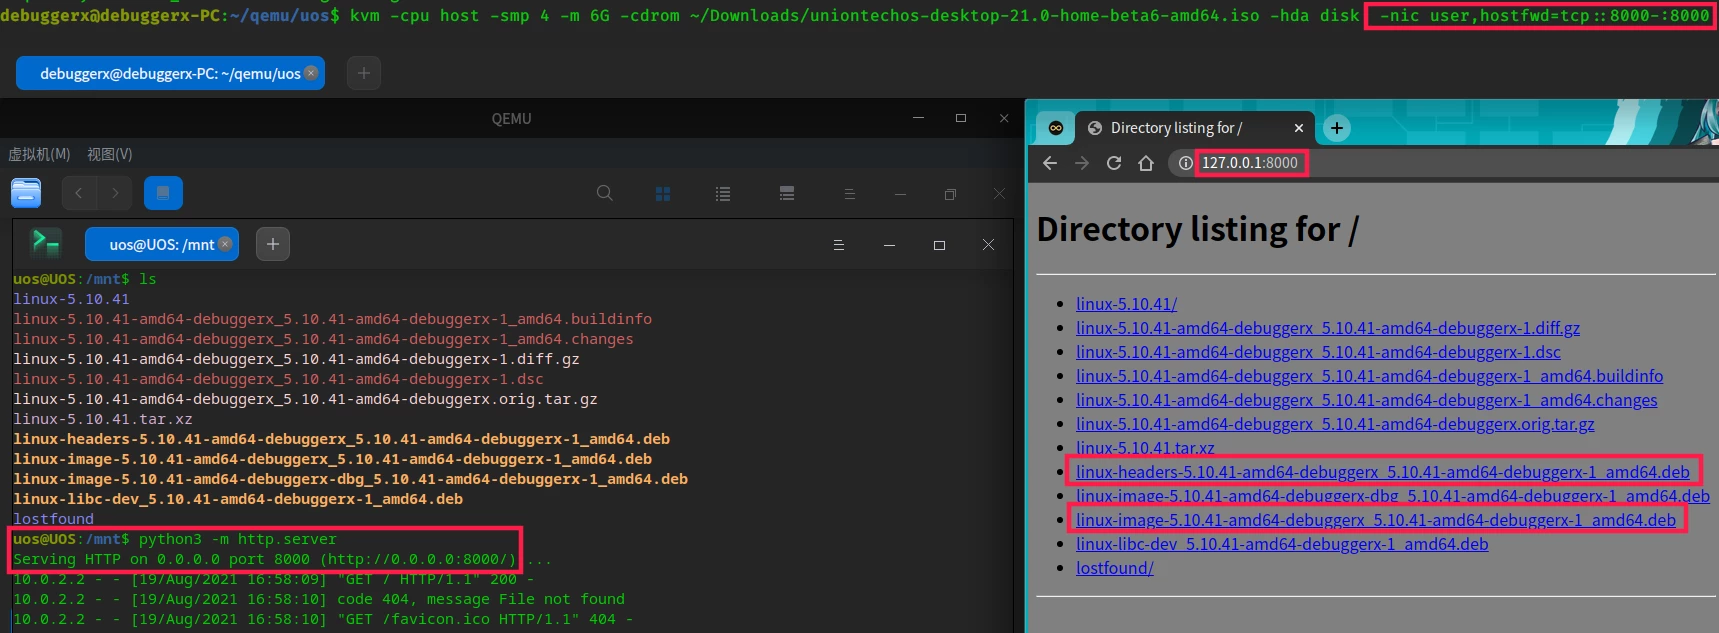 debuggerx@debuggerx-PC:~/qemu/uos$ kvm -cpu host -smp 4 -m 6G -cdrom ~/Downloads/uniontechos-desktop-21.0-home-beta6-amd64.iso -hda disk -nic user,hostfwd=tcp::8000-:8000
debuggerx@debuggerx-PC: ~/qemu/uos
QEMU
虚拟机(M) 视图(V)
uos@UOS: /mnt
uos@UOS:/mnt$ ls
linux-5.10.41
linux-5.10.41-amd64-debuggerx_5.10.41-amd64-debuggerx-1_amd64.buildinfo
linux-5.10.41-amd64-debuggerx_5.10.41-amd64-debuggerx-1_amd64.changes
linux-5.10.41-amd64-debuggerx_5.10.41-amd64-debuggerx-1.diff.gz
linux-5.10.41-amd64-debuggerx_5.10.41-amd64-debuggerx-1.dsc
linux-5.10.41-amd64-debuggerx_5.10.41-amd64-debuggerx.orig.tar.gz
linux-5.10.41.tar.xz
linux-headers-5.10.41-amd64-debuggerx_5.10.41-amd64-debuggerx-1_amd64.deb
linux-image-5.10.41-amd64-debuggerx_5.10.41-amd64-debuggerx-1_amd64.deb
linux-image-5.10.41-amd64-debuggerx-dbg_5.10.41-amd64-debuggerx-1_amd64.deb
linux-libc-dev_5.10.41-amd64-debuggerx-1_amd64.deb
lostfound
uos@UOS:/mnt$ python3 -m http.server
Serving HTTP on 0.0.0.0 port 8000 (http://0.0.0.0:8000/) ...
10.0.2.2 - - [19/Aug/2021 16:58:09] "GET / HTTP/1.1" 200 -
10.0.2.2 - - [19/Aug/2021 16:58:10] code 404, message File not found
10.0.2.2 - - [19/Aug/2021 16:58:10] "GET /favicon.ico HTTP/1.1" 404 -
Directory listing for /
127.0.0.1:8000
Directory listing for /
linux-5.10.41/
linux-5.10.41-amd64-debuggerx_5.10.41-amd64-debuggerx-1.diff.gz
linux-5.10.41-amd64-debuggerx_5.10.41-amd64-debuggerx-1.dsc
linux-5.10.41-amd64-debuggerx_5.10.41-amd64-debuggerx-1_amd64.buildinfo
linux-5.10.41-amd64-debuggerx_5.10.41-amd64-debuggerx-1_amd64.changes
linux-5.10.41-amd64-debuggerx_5.10.41-amd64-debuggerx.orig.tar.gz
linux-5.10.41.tar.xz
linux-headers-5.10.41-amd64-debuggerx_5.10.41-amd64-debuggerx-1_amd64.deb
linux-image-5.10.41-amd64-debuggerx-dbg_5.10.41-amd64-debuggerx-1_amd64.deb
linux-image-5.10.41-amd64-debuggerx_5.10.41-amd64-debuggerx-1_amd64.deb
linux-libc-dev_5.10.41-amd64-debuggerx-1_amd64.deb
lostfound/